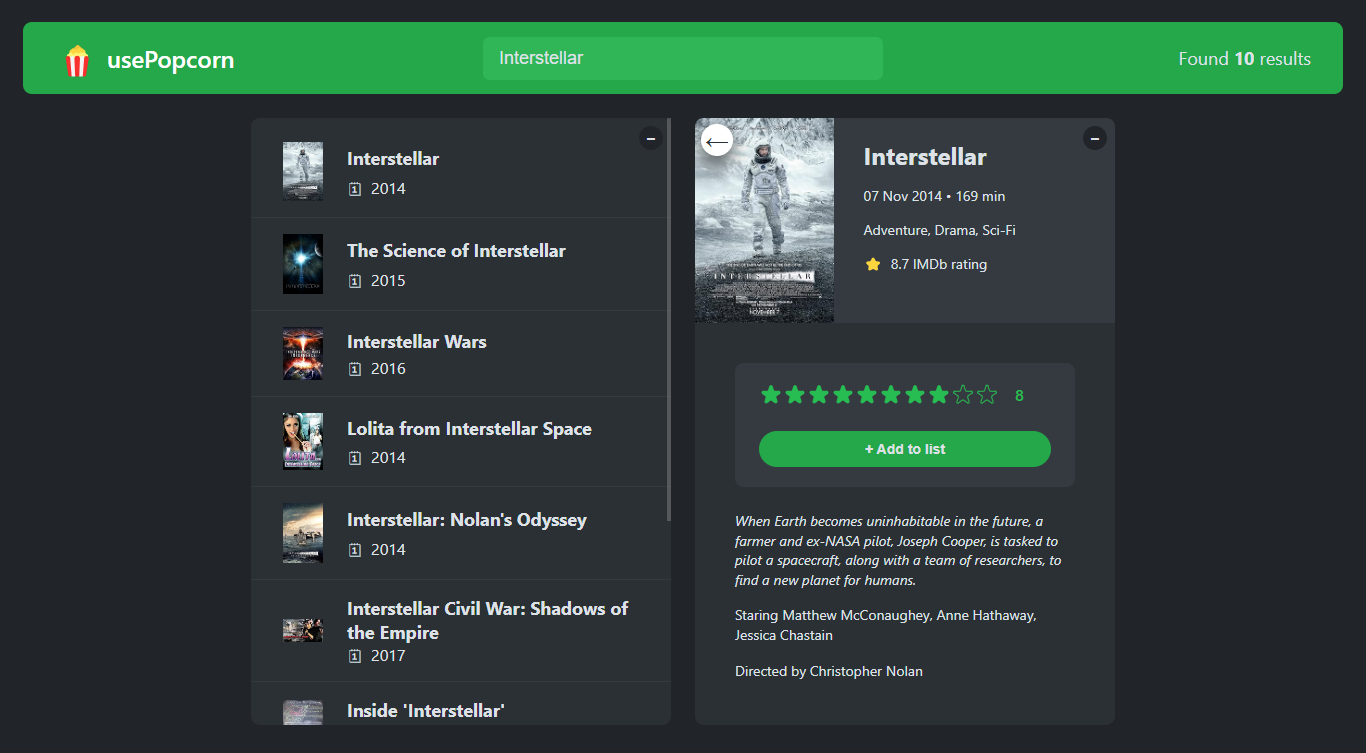 usePopcorn
Interstellar
Found 10 results
Interstellar
2014
The Science of Interstellar
2015
Interstellar Wars
2016
Lolita from Interstellar Space
2014
Interstellar: Nolan's Odyssey
2014
Interstellar Civil War: Shadows of
the Empire
2017
Inside 'Interstellar'
INTERSTELLAR
NOVEMBER 7
Interstellar
07 Nov 2014 • 169 min
Adventure, Drama, Sci-Fi
8.7 IMDb rating
8
+ Add to list
When Earth becomes uninhabitable in the future, a
farmer and ex-NASA pilot, Joseph Cooper, is tasked to
pilot a spacecraft, along with a team of researchers, to
find a new planet for humans.
Staring Matthew McConaughey, Anne Hathaway,
Jessica Chastain
Directed by Christopher Nolan